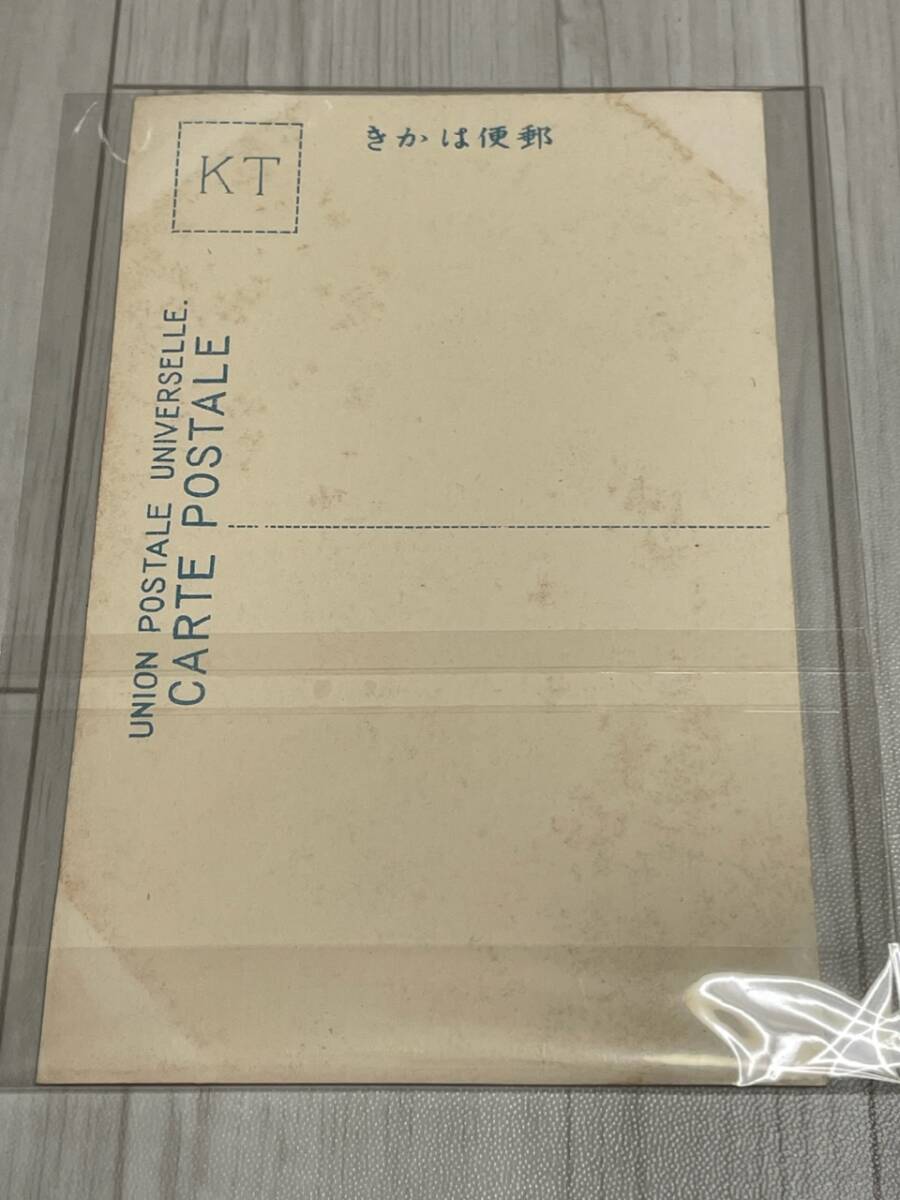 KT
きかは便郵
UNION POSTALE UNIVERSELLE.
CARTE POSTALE